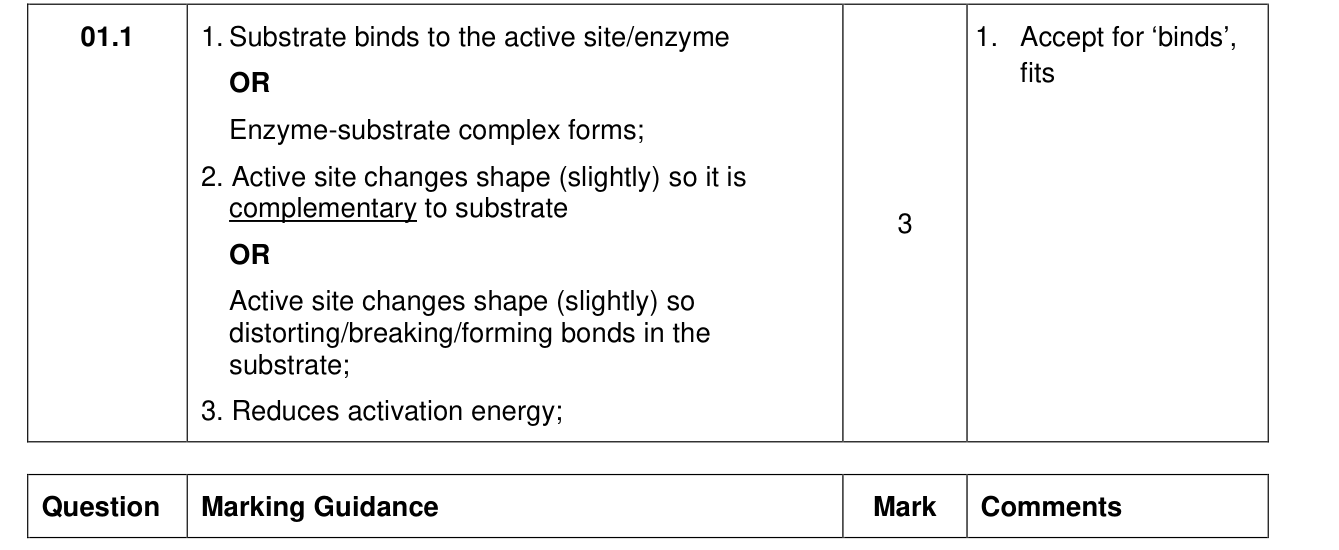 01.1
1. Substrate binds to the active site/enzyme
OR
Enzyme-substrate complex forms;
2. Active site changes shape (slightly) so it is
complementary to substrate
OR
Active site changes shape (slightly) so
distorting/breaking/forming bonds in the
substrate;
3. Reduces activation energy;
3
1. Accept for ‘binds’,
fits
Question Marking Guidance Mark Comments